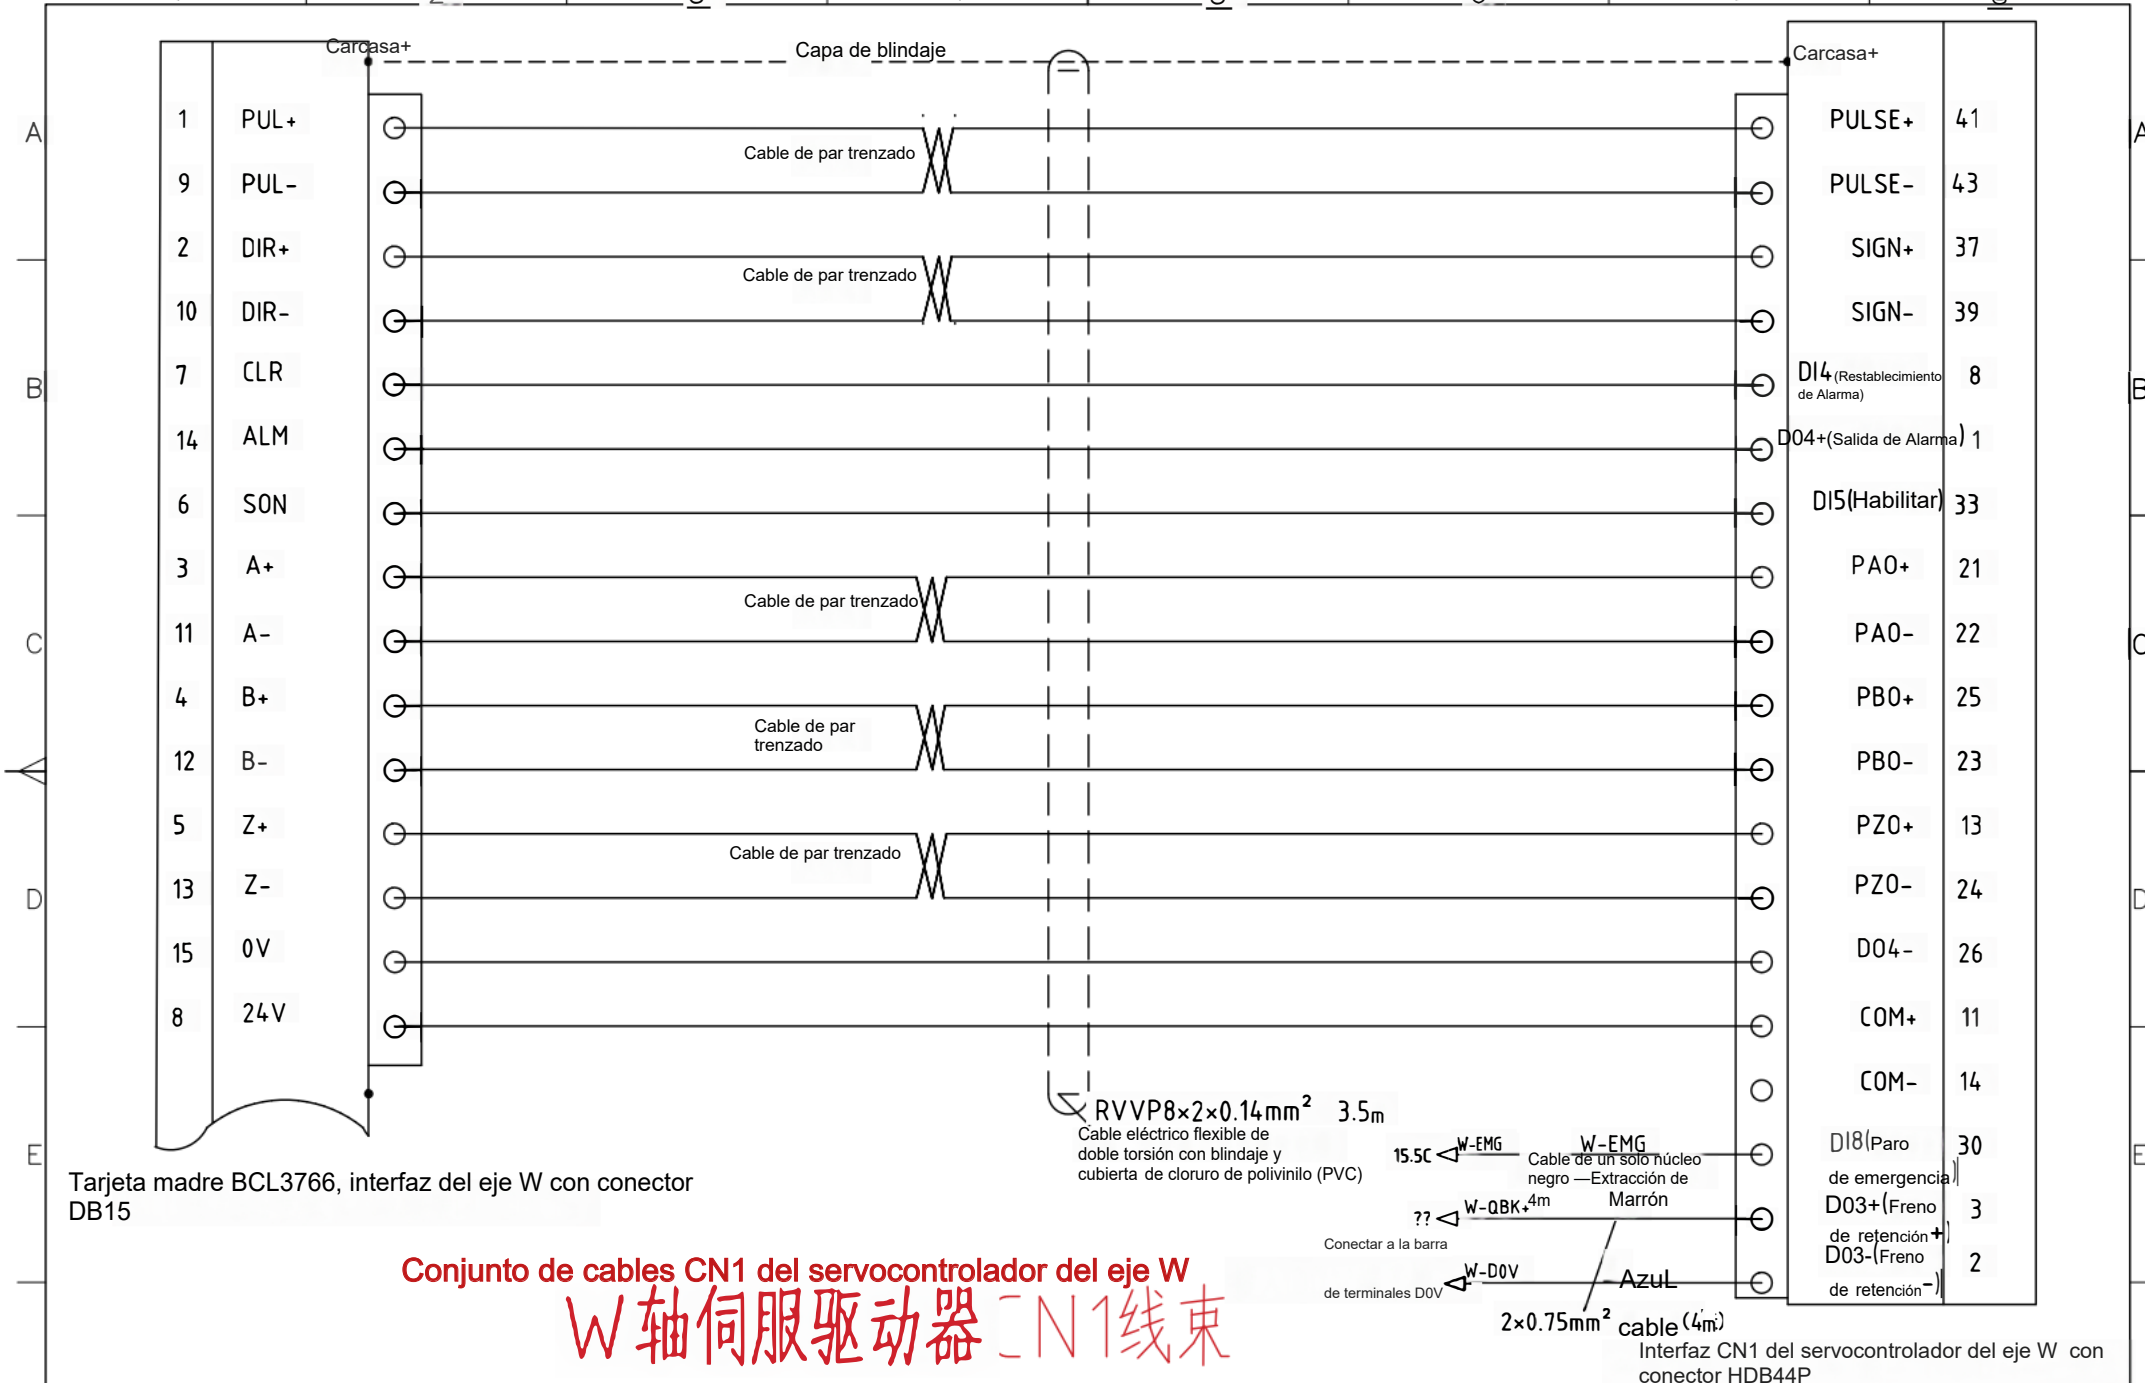 Carcasa+ Capa de blindaje Carcasa+
1 PUL+ PULSE+ 41
A A
Cable de par trenzado
9 PUL- PULSE- 43
2 DIR+ SIGN+ 37
Cable de par trenzado
10 DIR- SIGN- 39
7 CLR DI4(Restablecimiento 8
de Alarma)
B B
14 ALM DO4+(Salida de Alarma) 1
6 SON DI5(Habilitar) 33
3 A+ PAO+ 21
Cable de par trenzado
11 A- PAO- 22
C C
4 B+ PBO+ 25
Cable de par
trenzado
12 B- PBO- 23
5 Z+ PZO+ 13
Cable de par trenzado
13 Z- PZO- 24
D D
15 0V DO4- 26
8 24V COM+ 11
COM- 14
RVVP8×2×0.14mm² 3.5m
Cable eléctrico flexible de
doble torsión con blindaje y
cubierta de cloruro de polivinilo (PVC)
E E
15.5C W-EMG W-EMG DI8(Paro 30
de emergencia)
Cable de un solo núcleo
negro —Extracción de
4m
Marrón
?? W-QBK+ D03+(Freno 3
de retención+)
Conectar a la barra
de terminales D0V
W-D0V AzuL D03-(Freno 2
de retención-)
2×0.75mm² cable (4m)
Tarjeta madre BCL3766, interfaz del eje W con conector
DB15
Conjunto de cables CN1 del servocontrolador del eje W
W轴伺服驱动器CN1线束
Interfaz CN1 del servocontrolador del eje W con
conector HDB44P